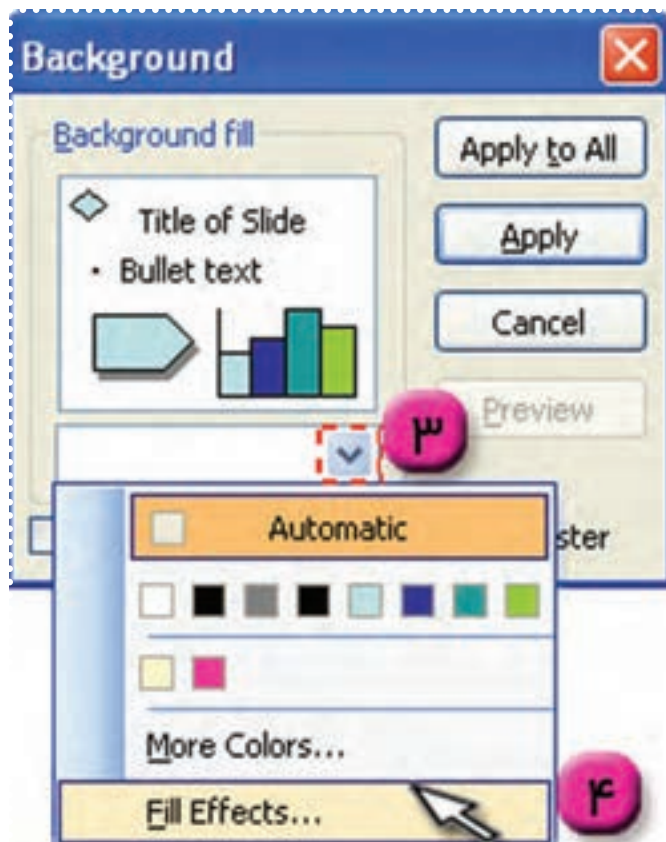 Background
Background fill
Apply to All
Title of Slide
Apply
• Bullet text
Cancel
Preview
۳
Automatic
ster
More Colors...
Fill Effects...
۴